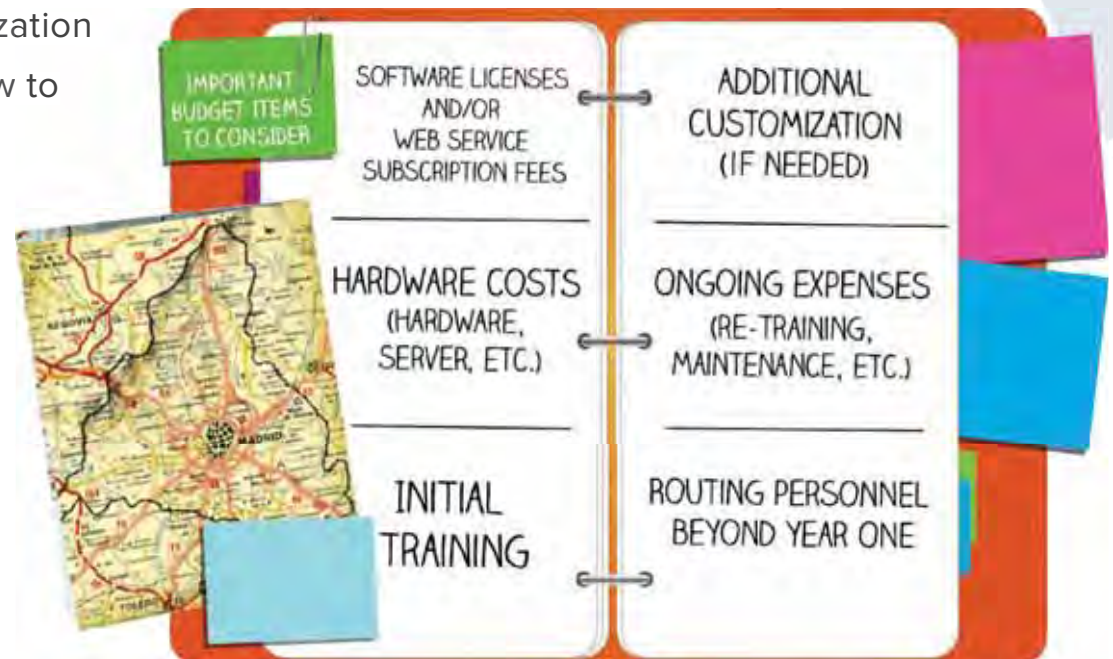 zation
w to
IMPORTANT
BUDGET ITEMS
TO CONSIDER
SOFTWARE LICENSES
AND/OR
WEB SERVICE
SUBSCRIPTION FEES
HARDWARE COSTS
(HARDWARE,
SERVER, ETC.)
INITIAL
TRAINING
ADDITIONAL
CUSTOMIZATION
(IF NEEDED)
ONGOING EXPENSES
(RE-TRAINING,
MAINTENANCE, ETC.)
ROUTING PERSONNEL
BEYOND YEAR ONE
SEGOVIA
MADRID
TOLEDO